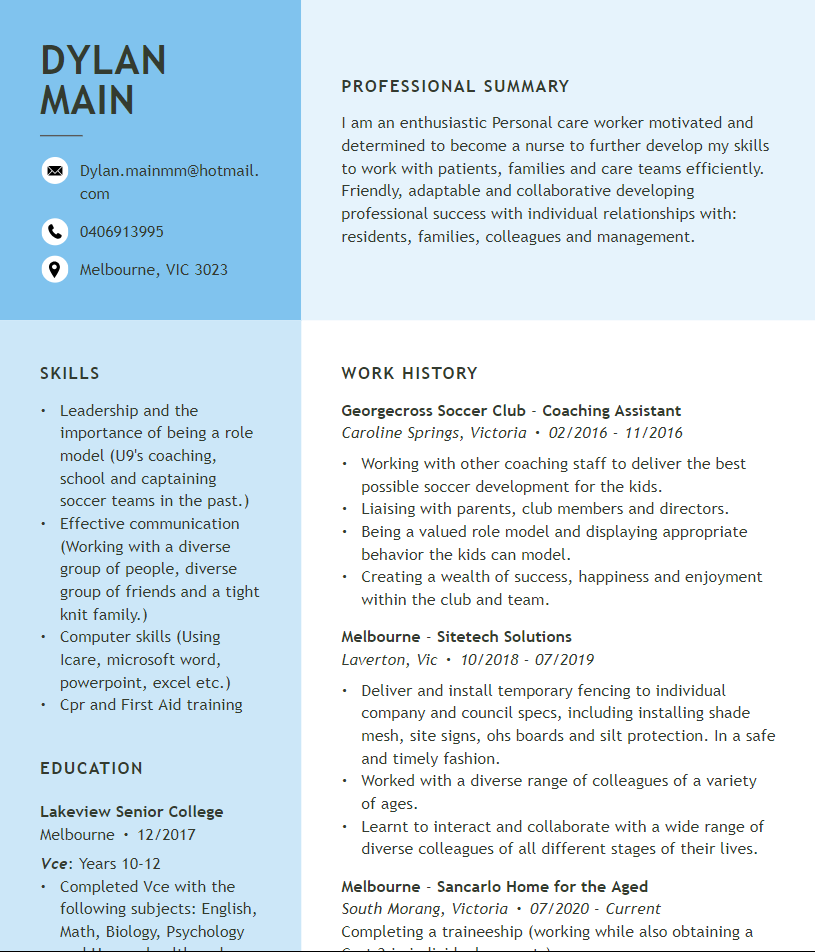 DYLAN
MAIN
Dylan.mainmm@hotmail.
com
0406913995
Melbourne, VIC 3023
PROFESSIONAL SUMMARY
I am an enthusiastic Personal care worker motivated and
determined to become a nurse to further develop my skills
to work with patients, families and care teams efficiently.
Friendly, adaptable and collaborative developing
professional success with individual relationships with:
residents, families, colleagues and management.
SKILLS
• Leadership and the
importance of being a role
model (U9's coaching,
school and captaining
soccer teams in the past.)
• Effective communication
(Working with a diverse
group of people, diverse
group of friends and a tight
knit family.)
• Computer skills (Using
Icare, microsoft word,
powerpoint, excel etc.)
• Cpr and First Aid training
EDUCATION
Lakeview Senior College
Melbourne • 12/2017
Vce: Years 10-12
• Completed Vce with the
following subjects: English,
Math, Biology, Psychology
WORK HISTORY
Georgecross Soccer Club - Coaching Assistant
Caroline Springs, Victoria • 02/2016 - 11/2016
• Working with other coaching staff to deliver the best
possible soccer development for the kids.
• Liaising with parents, club members and directors.
• Being a valued role model and displaying appropriate
behavior the kids can model.
• Creating a wealth of success, happiness and enjoyment
within the club and team.
Melbourne - Sitetech Solutions
Laverton, Vic • 10/2018 - 07/2019
• Deliver and install temporary fencing to individual
company and council specs, including installing shade
mesh, site signs, ohs boards and silt protection. In a safe
and timely fashion.
• Worked with a diverse range of colleagues of a variety
of ages.
• Learnt to interact and collaborate with a wide range of
diverse colleagues of all different stages of their lives.
Melbourne - Sancarlo Home for the Aged
South Morang, Victoria • 07/2020 - Current
Completing a traineeship (working while also obtaining a